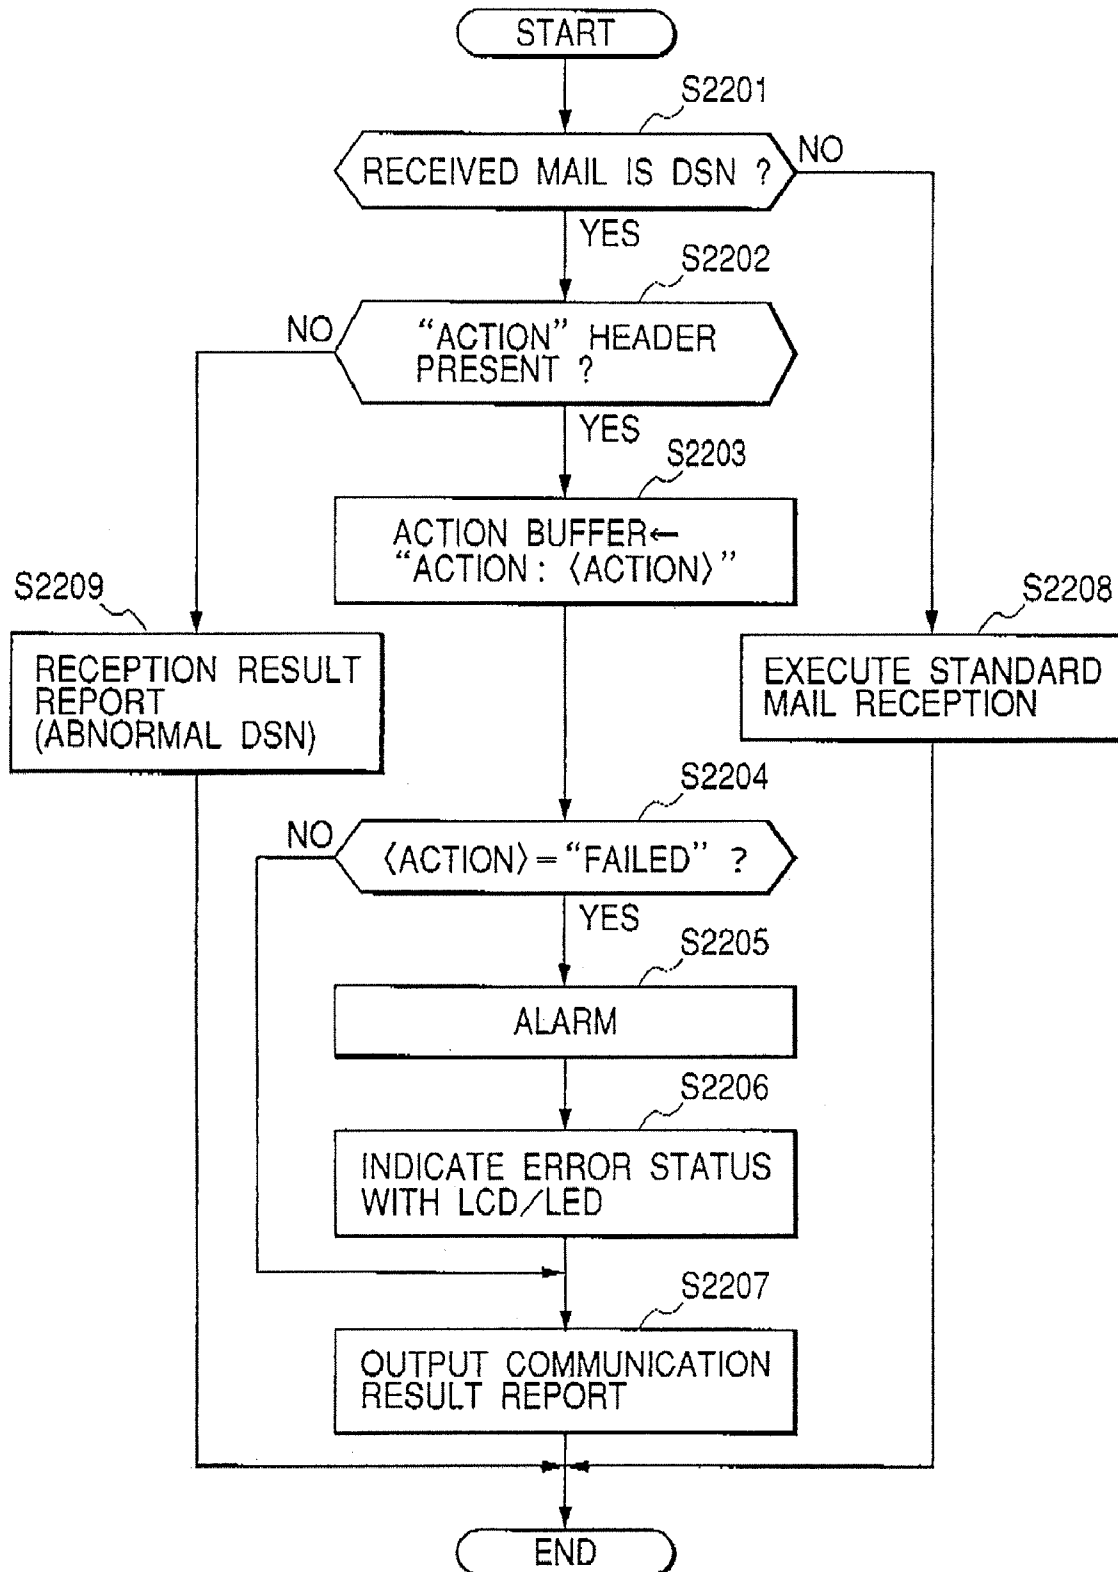 START
S2201
RECEIVED MAIL IS DSN ?
NO
YES
S2202
NO
“ACTION” HEADER
PRESENT ?
YES
S2203
ACTION BUFFER←
“ACTION : 〈ACTION〉”
S2209
S2208
RECEPTION RESULT
REPORT
(ABNORMAL DSN)
EXECUTE STANDARD
MAIL RECEPTION
S2204
NO
〈ACTION〉=“FAILED” ?
YES
S2205
ALARM
S2206
INDICATE ERROR STATUS
WITH LCD/LED
S2207
OUTPUT COMMUNICATION
RESULT REPORT
END